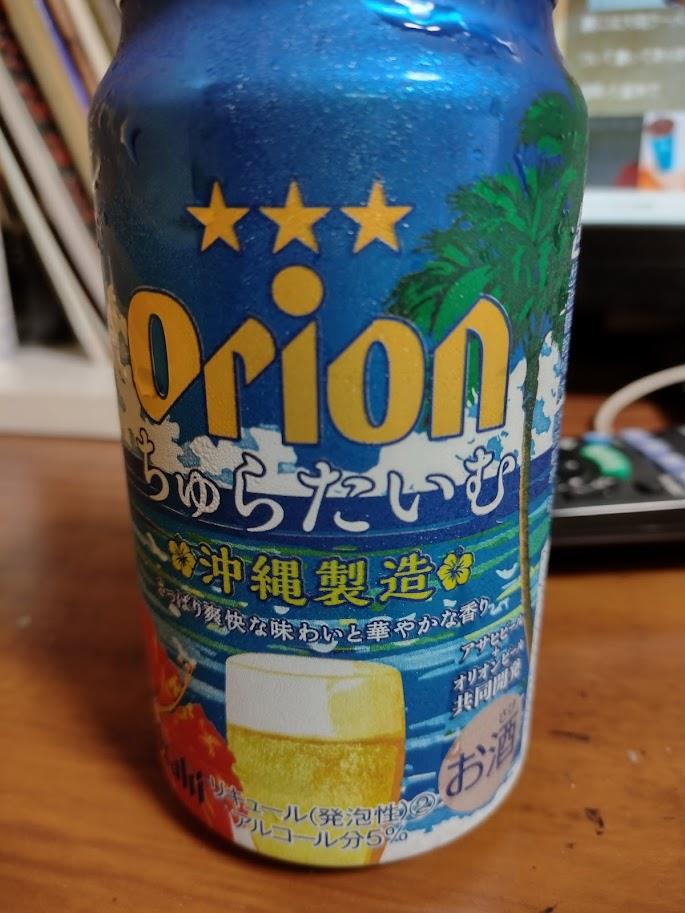 Orion
ちゅらたいむ
沖縄製造
さっぱり爽快な味わいと華やかな香り
アサヒビール
+
オリオンビール
共同開発
お酒
リキュール(発泡性)②
アルコール分5%